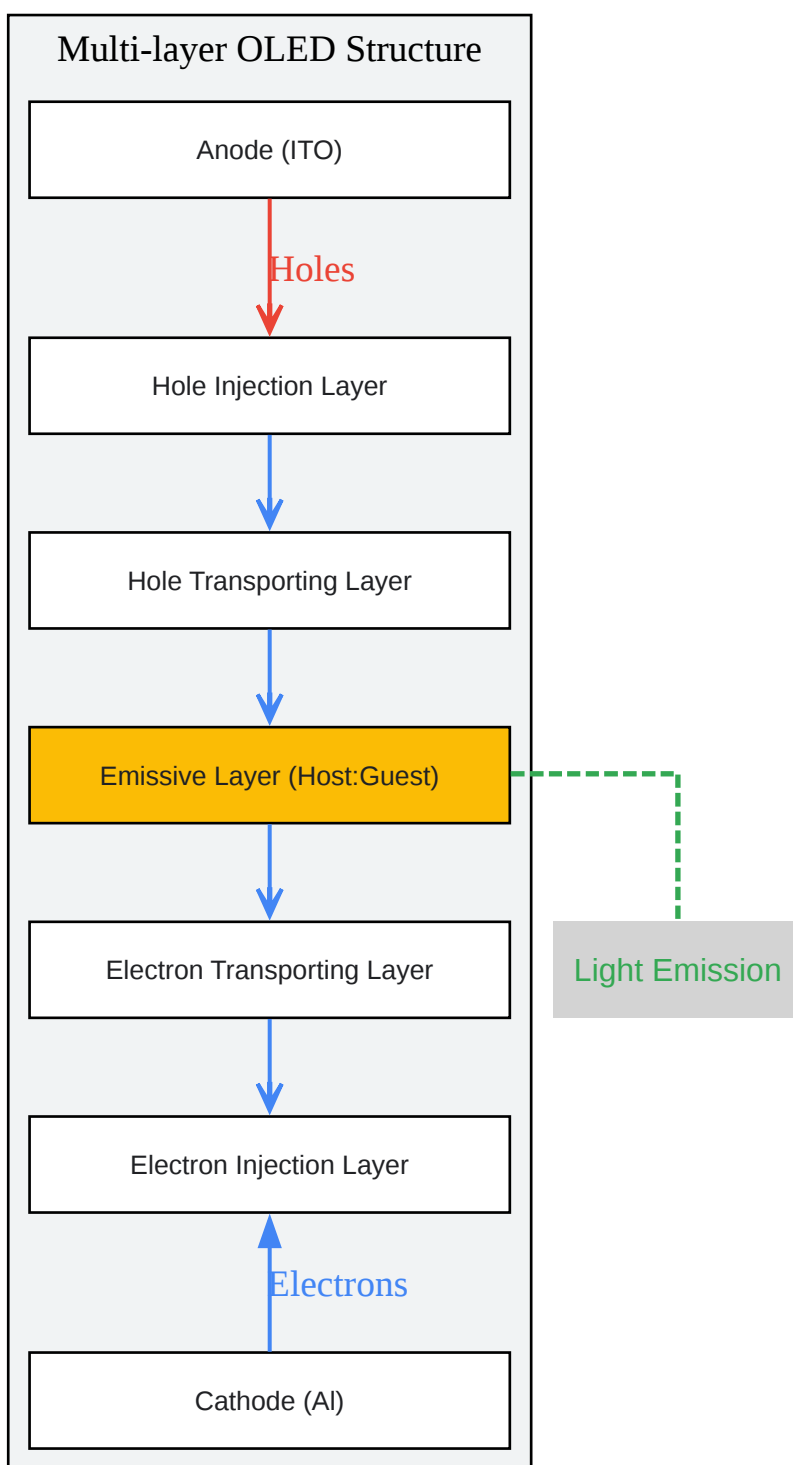 Multi-layer OLED Structure
Anode (ITO)
Holes
Hole Injection Layer
Hole Transporting Layer
Emissive Layer (Host:Guest)
Electron Transporting Layer
Light Emission
Electron Injection Layer
Electrons
Cathode (Al)